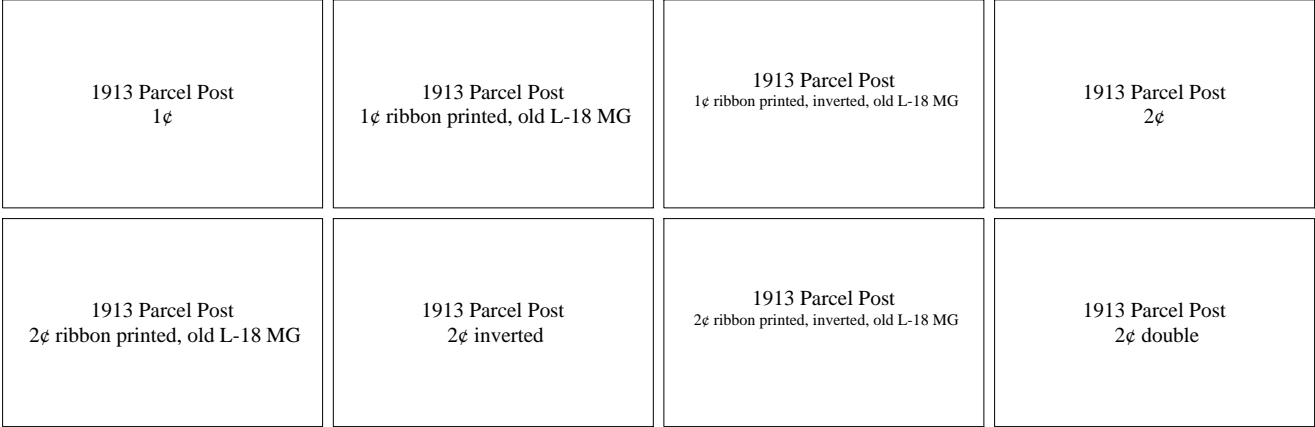 1913 Parcel Post
1¢
1913 Parcel Post
1¢ ribbon printed, old L-18 MG
1913 Parcel Post
1¢ ribbon printed, inverted, old L-18 MG
1913 Parcel Post
2¢
1913 Parcel Post
2¢ ribbon printed, old L-18 MG
1913 Parcel Post
2¢ inverted
1913 Parcel Post
2¢ ribbon printed, inverted, old L-18 MG
1913 Parcel Post
2¢ double